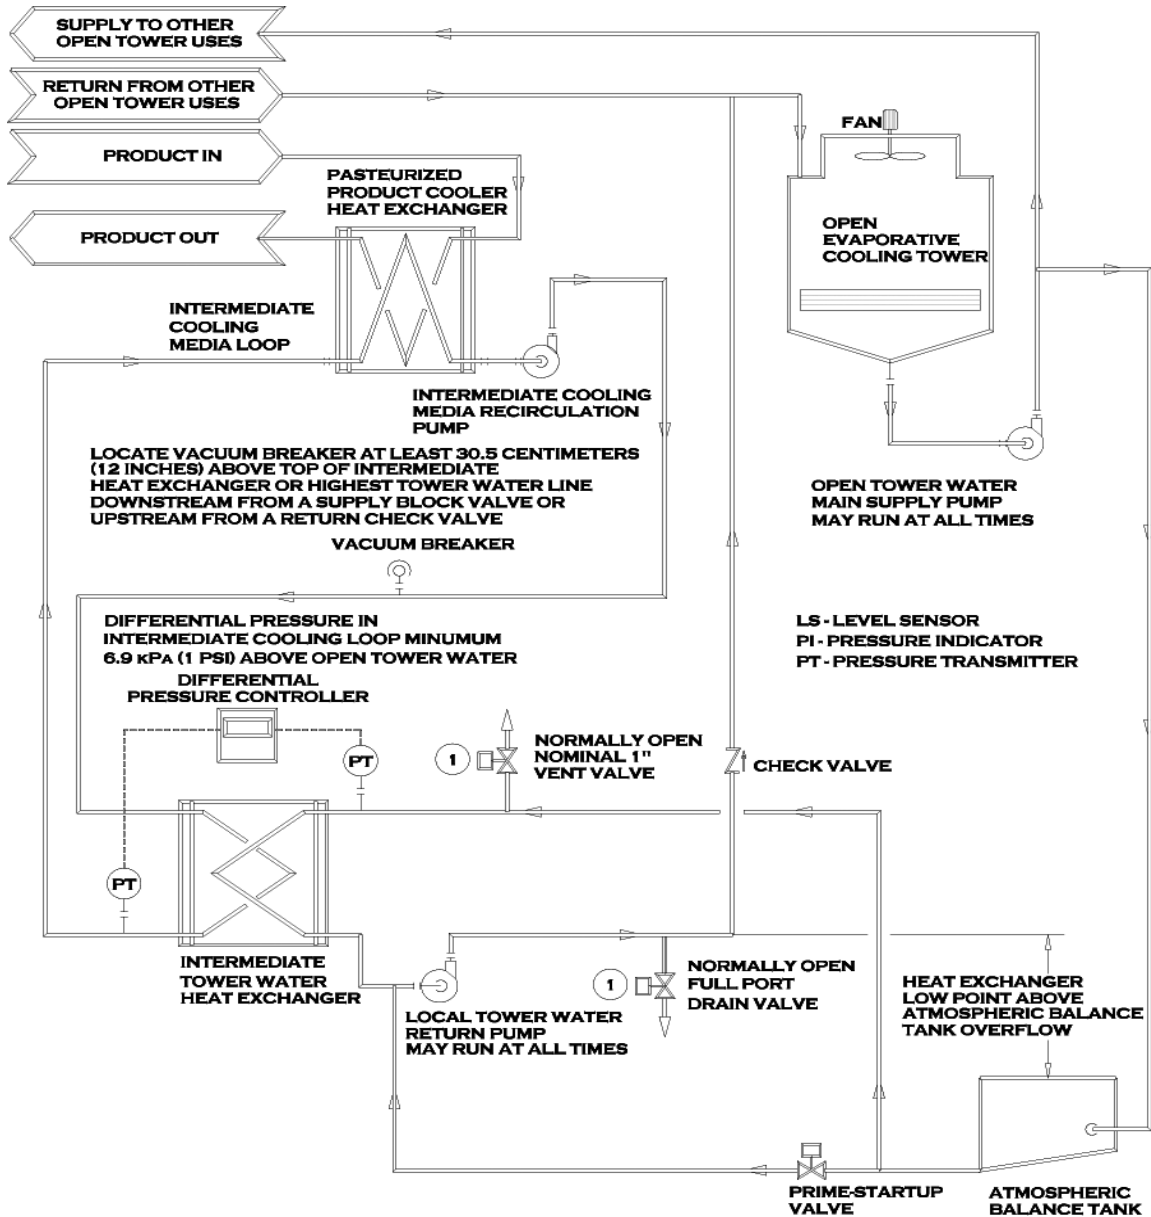 SUPPLY TO OTHER
OPEN TOWER USES
RETURN FROM OTHER
OPEN TOWER USES
PRODUCT IN
PRODUCT OUT
PASTEURIZED
PRODUCT COOLER
HEAT EXCHANGER
FAN
OPEN
EVAPORATIVE
COOLING TOWER
INTERMEDIATE
COOLING
MEDIA LOOP
INTERMEDIATE COOLING
MEDIA RECIRCULATION
PUMP
LOCATE VACUUM BREAKER AT LEAST 30.5 CENTIMETERS
(12 INCHES) ABOVE TOP OF INTERMEDIATE
HEAT EXCHANGER OR HIGHEST TOWER WATER LINE
DOWNSTREAM FROM A SUPPLY BLOCK VALVE OR
UPSTREAM FROM A RETURN CHECK VALVE
VACUUM BREAKER
OPEN TOWER WATER
MAIN SUPPLY PUMP
MAY RUN AT ALL TIMES
DIFFERENTIAL PRESSURE IN
INTERMEDIATE COOLING LOOP MINUMUM
6.9 KPA (1 PSI) ABOVE OPEN TOWER WATER
LS - LEVEL SENSOR
PI - PRESSURE INDICATOR
PT - PRESSURE TRANSMITTER
DIFFERENTIAL
PRESSURE CONTROLLER
PT
1
NORMALLY OPEN
NOMINAL 1"
VENT VALVE
CHECK VALVE
PT
INTERMEDIATE
TOWER WATER
HEAT EXCHANGER
LOCAL TOWER WATER
RETURN PUMP
MAY RUN AT ALL TIMES
1
NORMALLY OPEN
FULL PORT
DRAIN VALVE
HEAT EXCHANGER
LOW POINT ABOVE
ATMOSPHERIC BALANCE
TANK OVERFLOW
PRIME-STARTUP
VALVE
ATMOSPHERIC
BALANCE TANK